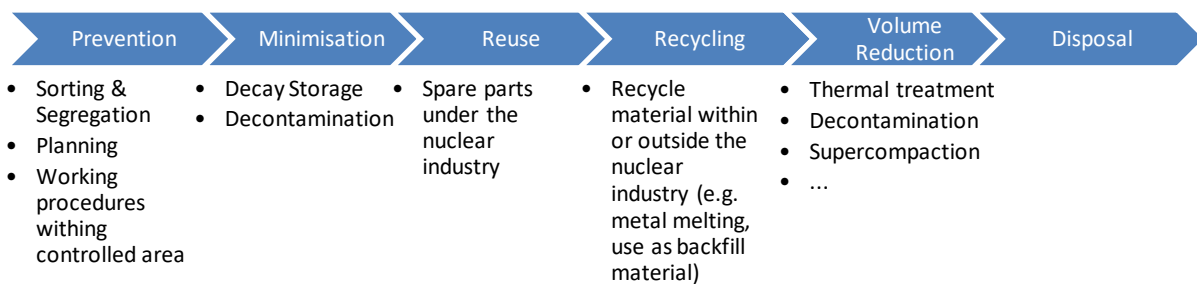 Prevention
Minimisation
Reuse
Recycling
Volume
Reduction
Disposal
• Sorting &
Segregation
• Planning
• Working
procedures
withing
controlled area
• Decay Storage
• Decontamination
• Spare parts
under the
nuclear
industry
• Recycle
material within
or outside the
nuclear
industry (e.g.
metal melting,
use as backfill
material)
• Thermal treatment
• Decontamination
• Supercompaction
• ...